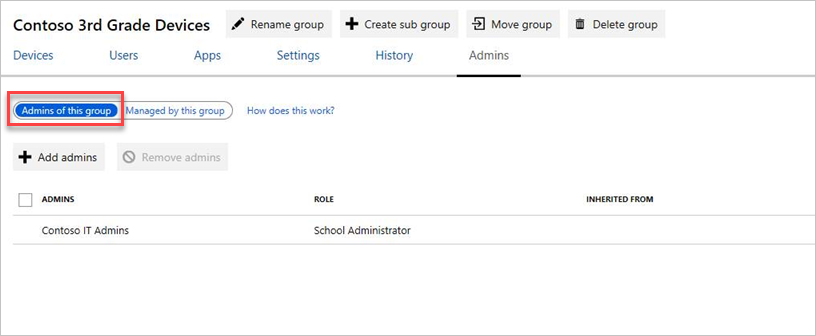 Contoso 3rd Grade Devices Rename group Create sub group Move group Delete group
Devices Users Apps Settings History Admins
Admins of this group Managed by this group How does this work?
Add admins Remove admins
ADMINS ROLE INHERITED FROM
Contoso IT Admins School Administrator